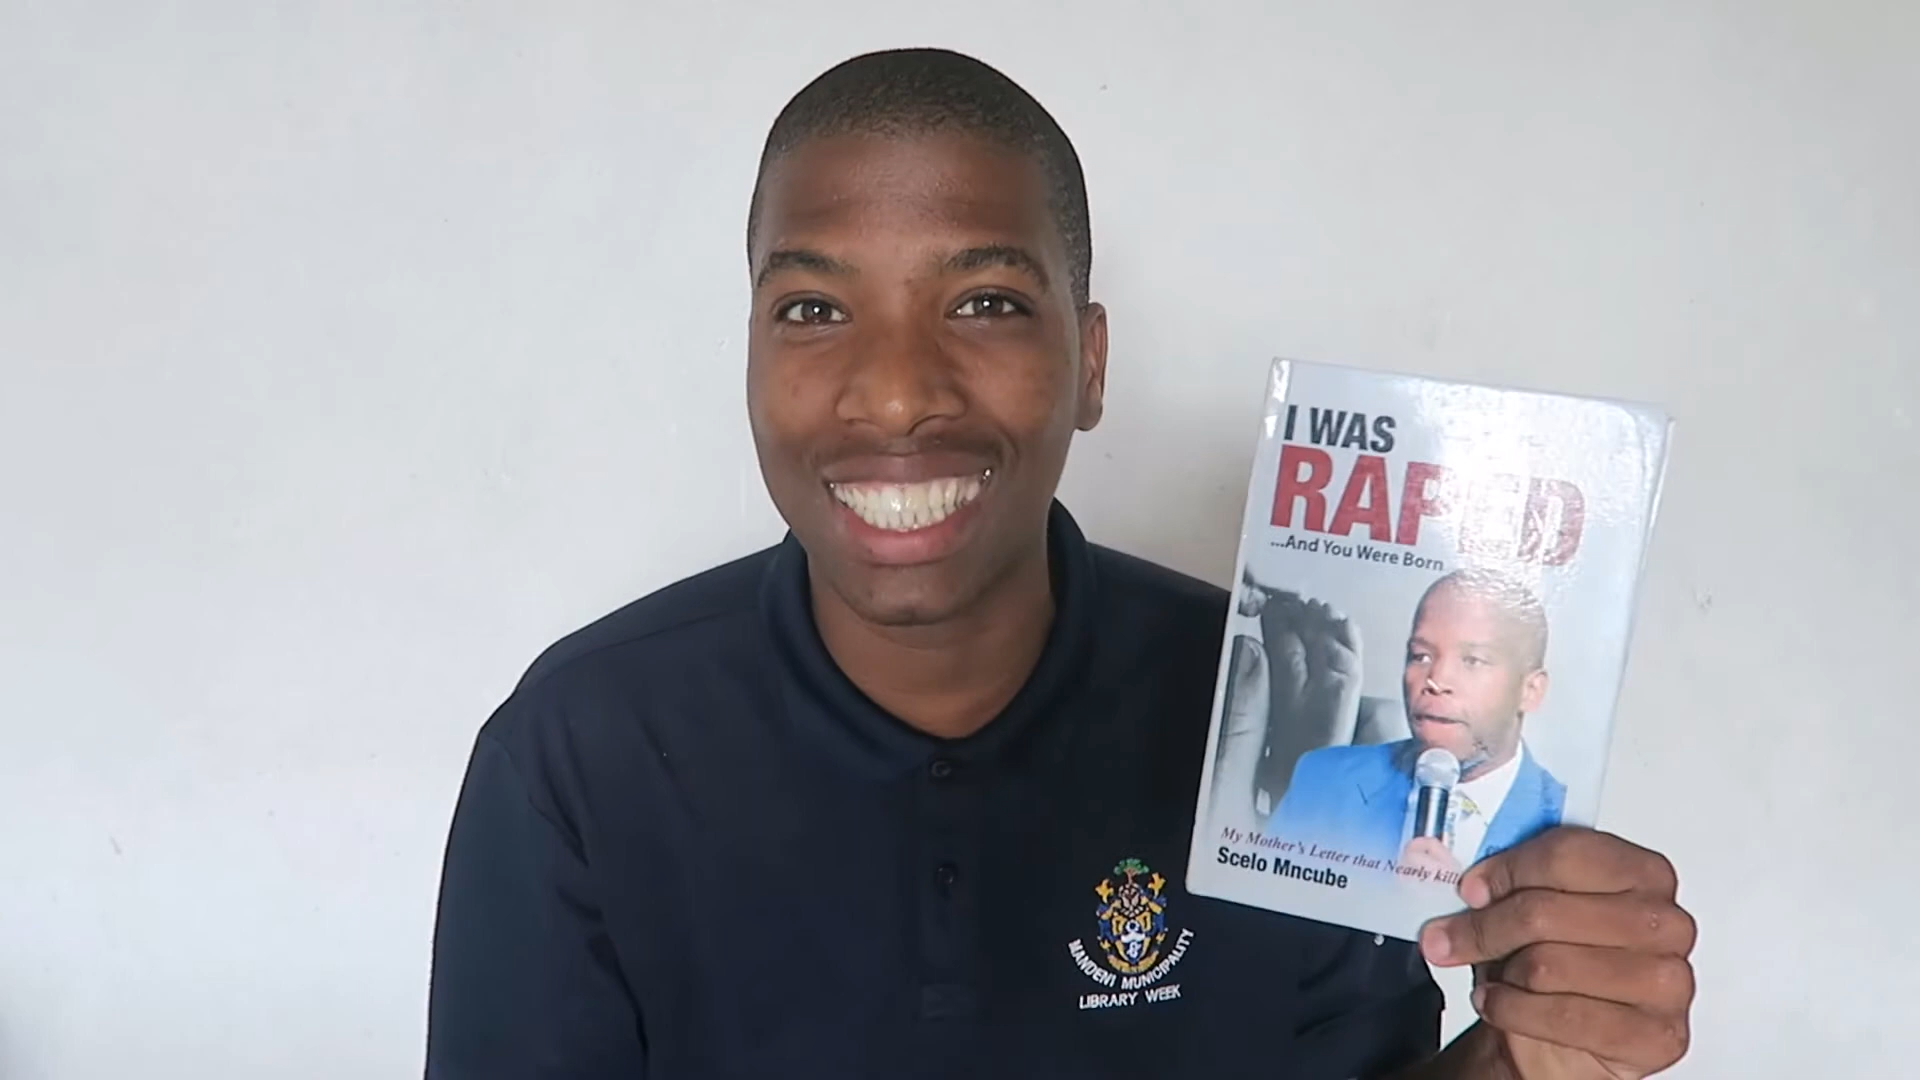 I WAS
RAPED
...And You Were Born
My Mother's Letter that Nearly
Scelo Mncube
MANDENI MUNICIPALITY
LIBRARY WEEK